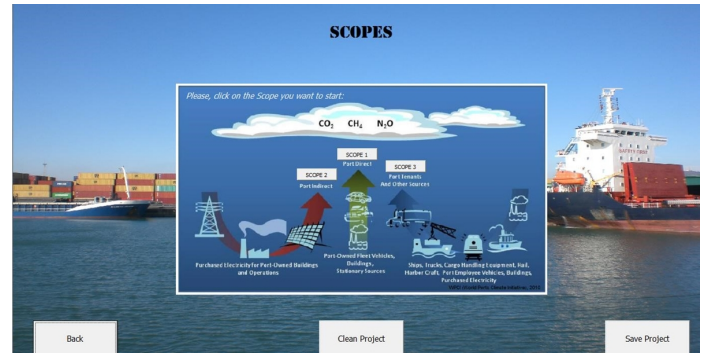 SCOPES
Please, click on the Scope you want to start:
CO₂ CH₄ N₂O
SCOPE 1
Port Direct
SCOPE 2
Port Indirect
SCOPE 3
Port Tenants
And Other Sources
Purchased Electricity for Port-Owned Buildings
and Operations
Port-Owned Fleet Vehicles,
Buildings,
Stationary Sources
Ships, Trucks, Cargo Handling Equipment, Rail,
Harber Craft, Port Employee Vehicles, Buildings,
Purchased Electricity
Back
Clean Project
Save Project